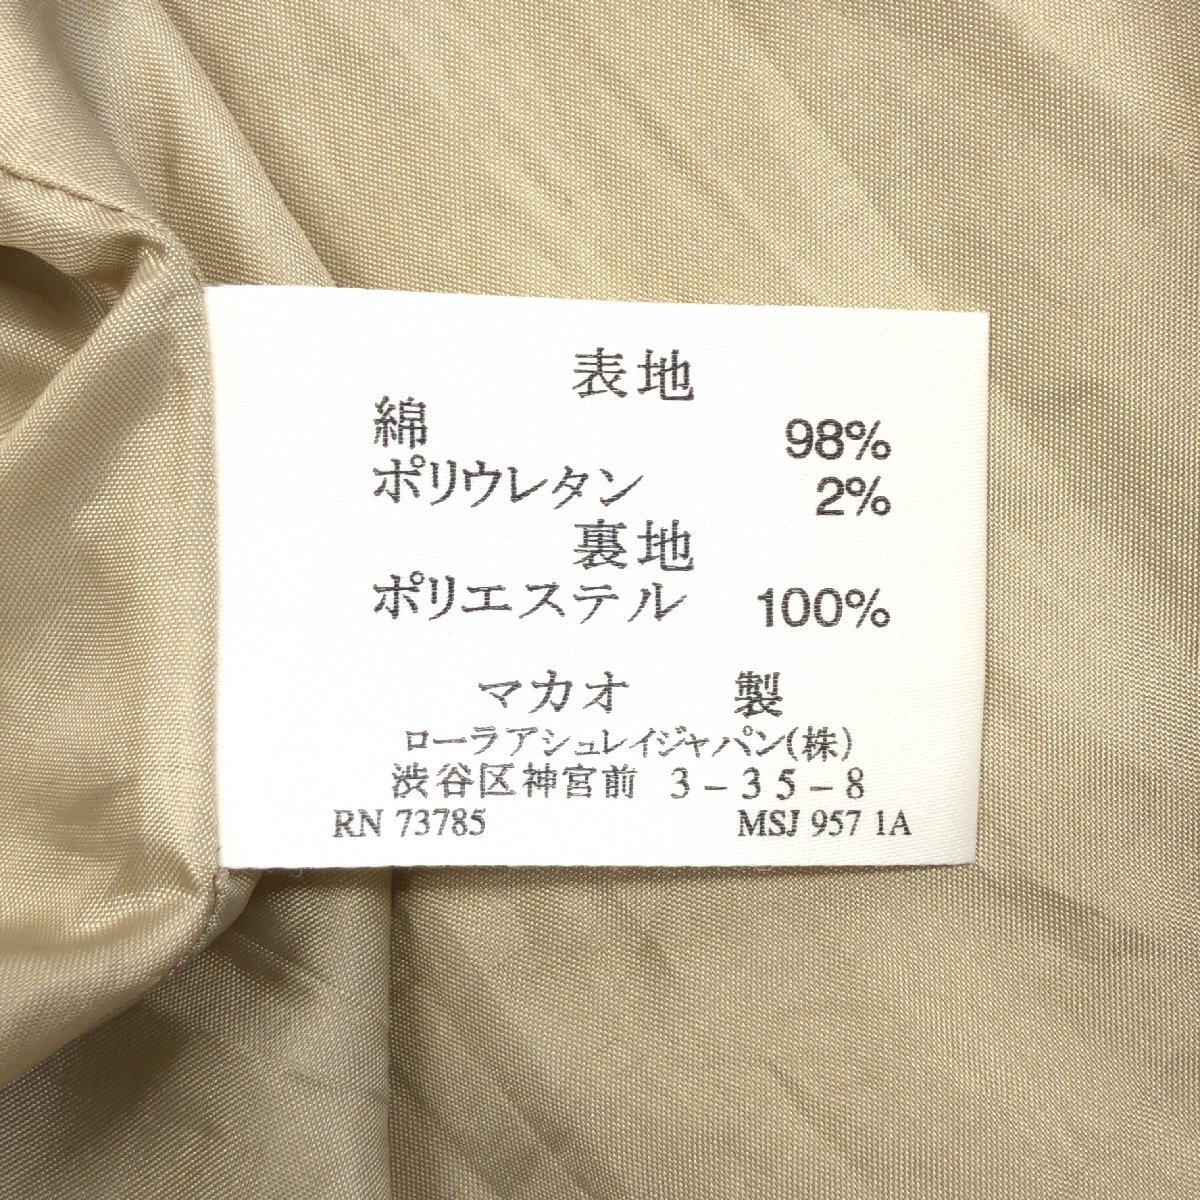 表地
綿 98%
ポリウレタン 2%
裏地
ポリエステル 100%
マカオ 製
ローラアシュレイジャパン(株)
渋谷区神宮前 3-35-8
RN 73785 MSJ 957 1A